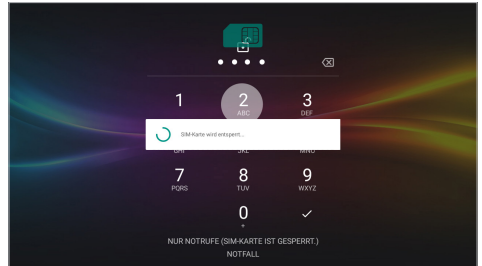 1
2
ABC
3
DEF
SIM-Karte wird entsperrt...
GHI
JKL
MNO
7
PQRS
8
TUV
9
WXYZ
0
+
NUR NOTRUFE (SIM-KARTE IST GESPERRT.)
NOTFALL